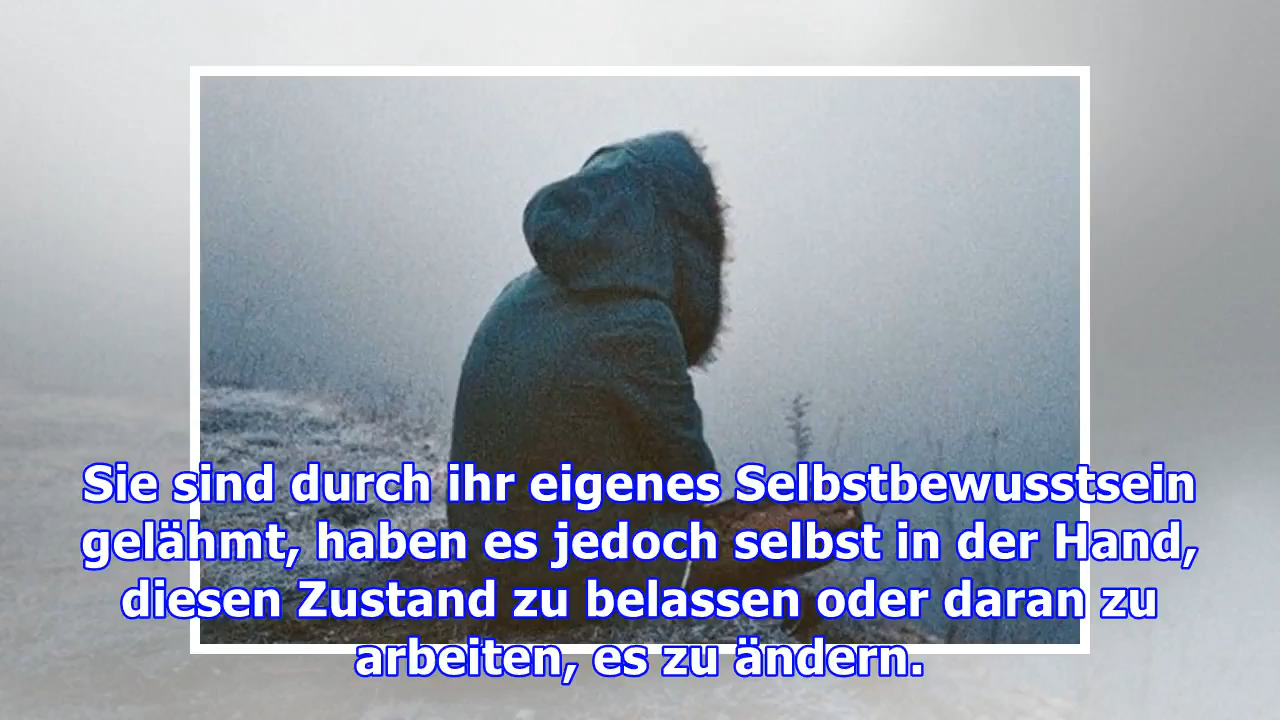 Sie sind durch ihr eigenes Selbstbewusstsein
gelähmt, haben es jedoch selbst in der Hand,
diesen Zustand zu belassen oder daran zu
arbeiten, es zu ändern.